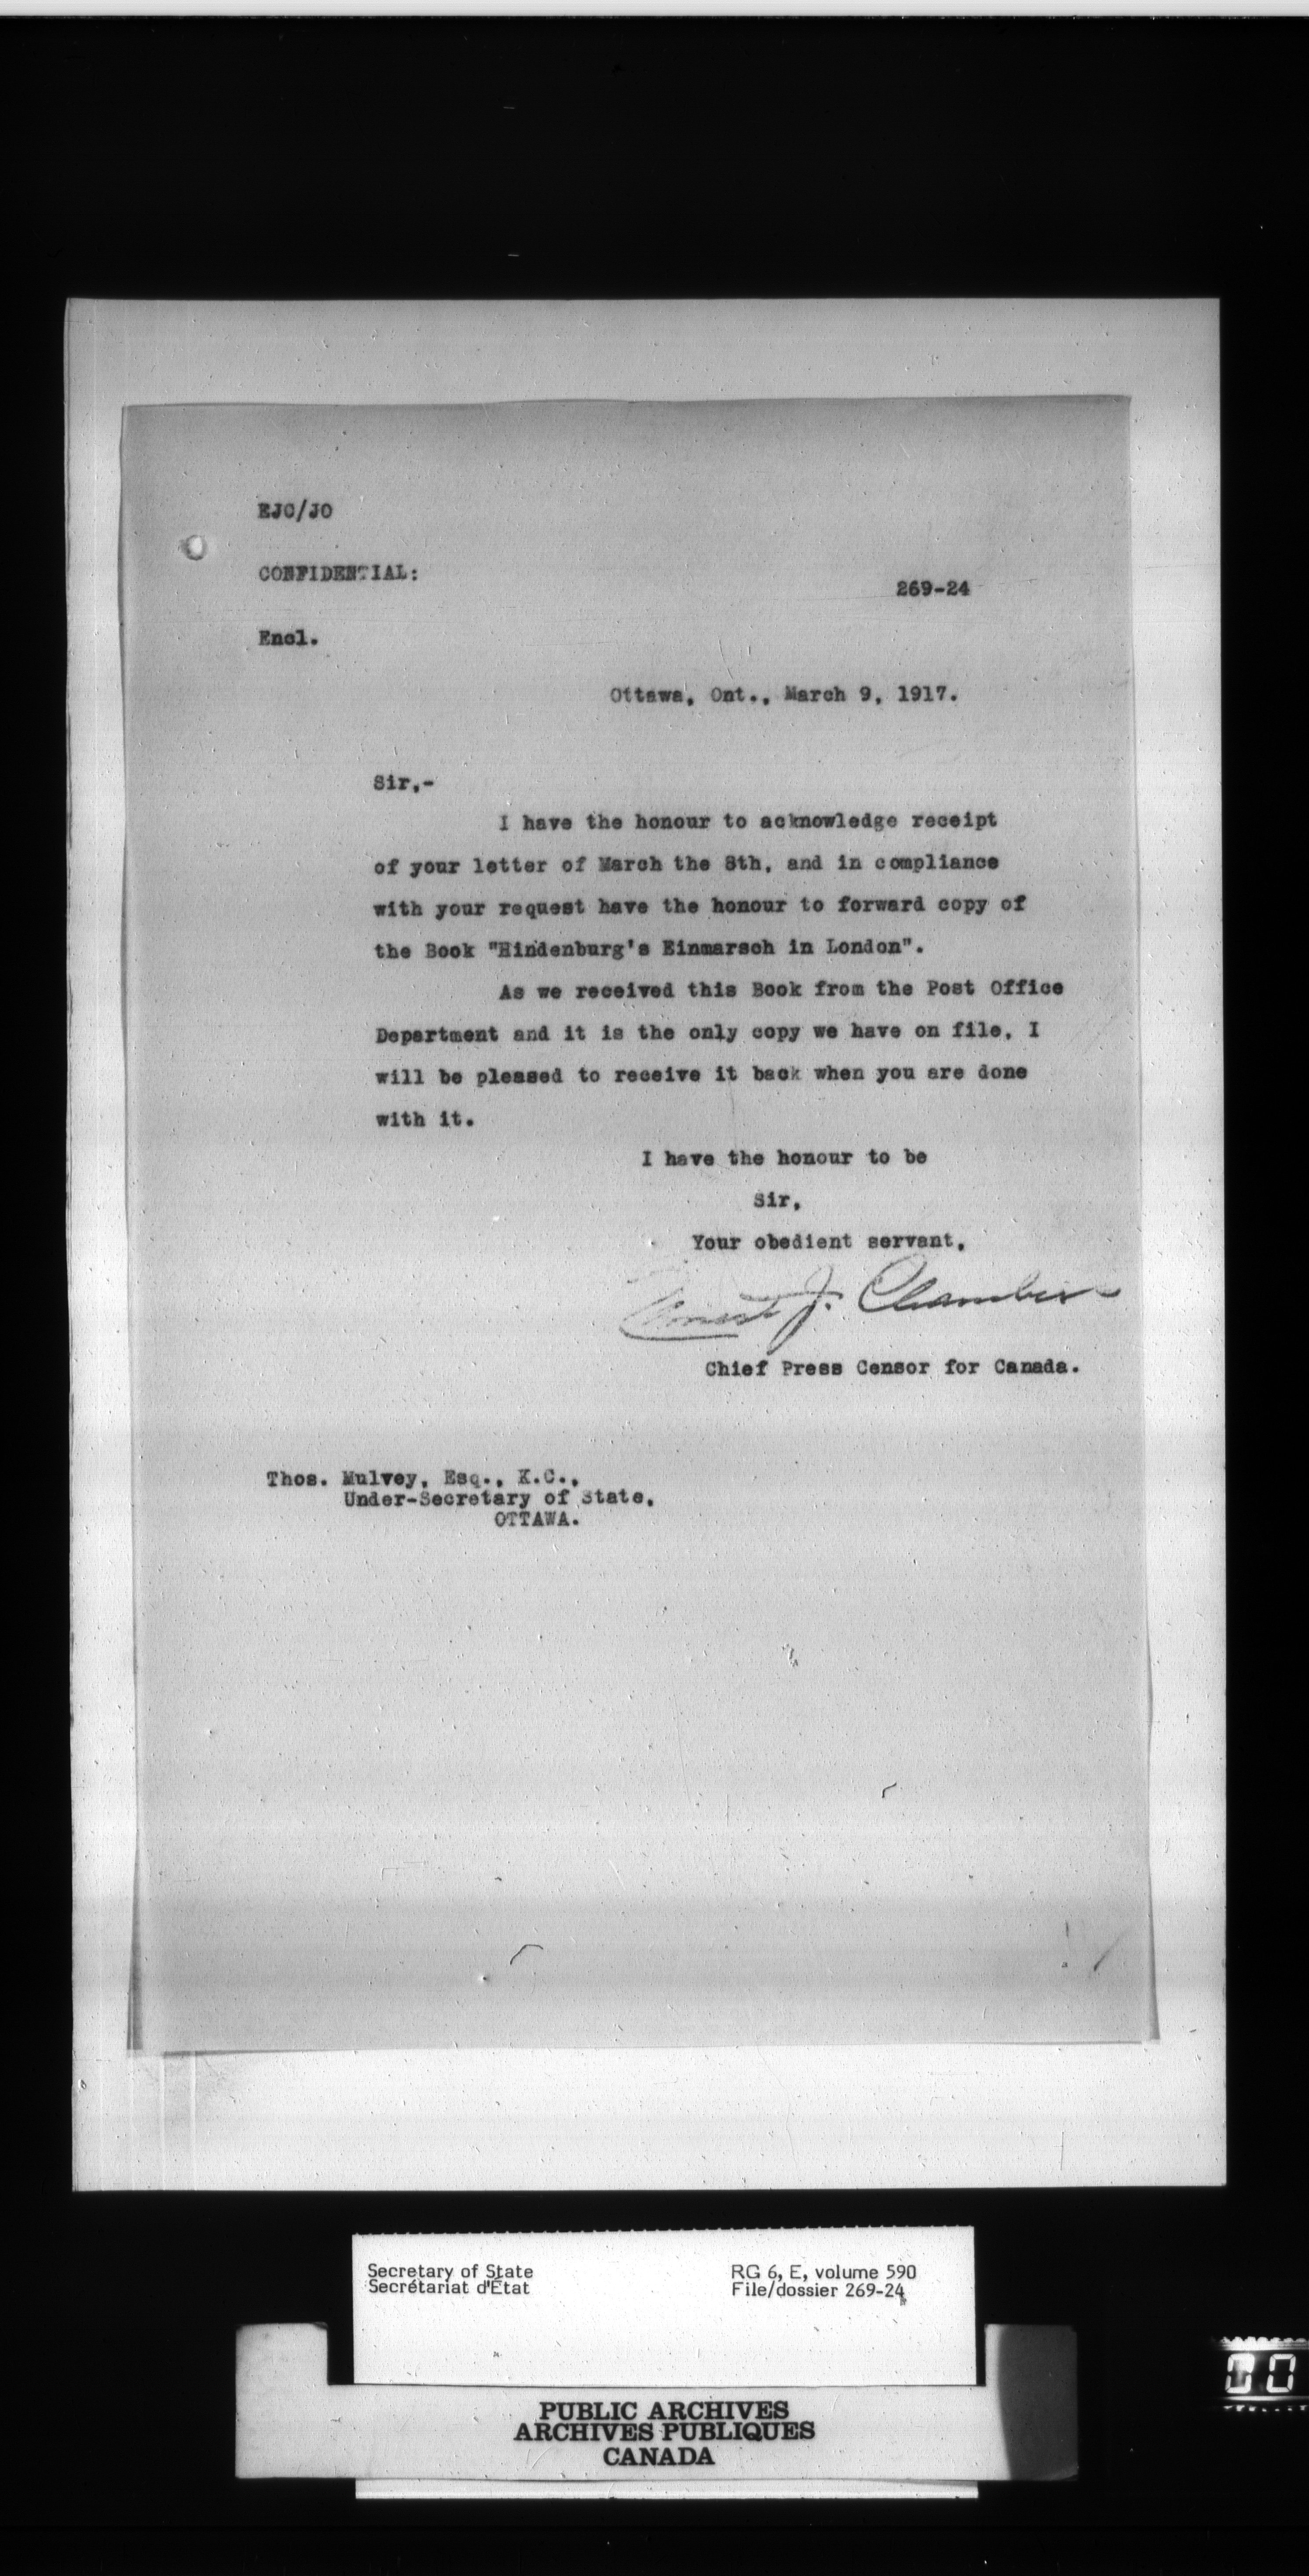 EJC/JO
CONFIDENTIAL:
269-24
Encl.
Ottawa, Ont., March 9, 1917.
Sir,-
I have the honour to acknowledge receipt
of your letter of March the 8th, and in compliance
with your request have the honour to forward copy of
the Book "Hindenburg's Einmarsch in London".
As we received this Book from the Post Office
Department and it is the only copy we have on file, I
will be pleased to receive it back when you are done
with it.
I have the honour to be
Sir,
Your obedient servant,
Ernest J. Chambers
Chief Press Censor for Canada.
Thos. Mulvey, Esq., K.C.,
Under-Secretary of State,
OTTAWA.
Secretary of State
Secrétariat d'État
RG 6, E, volume 590
File/dossier 269-24
PUBLIC ARCHIVES
ARCHIVES PUBLIQUES
CANADA
00